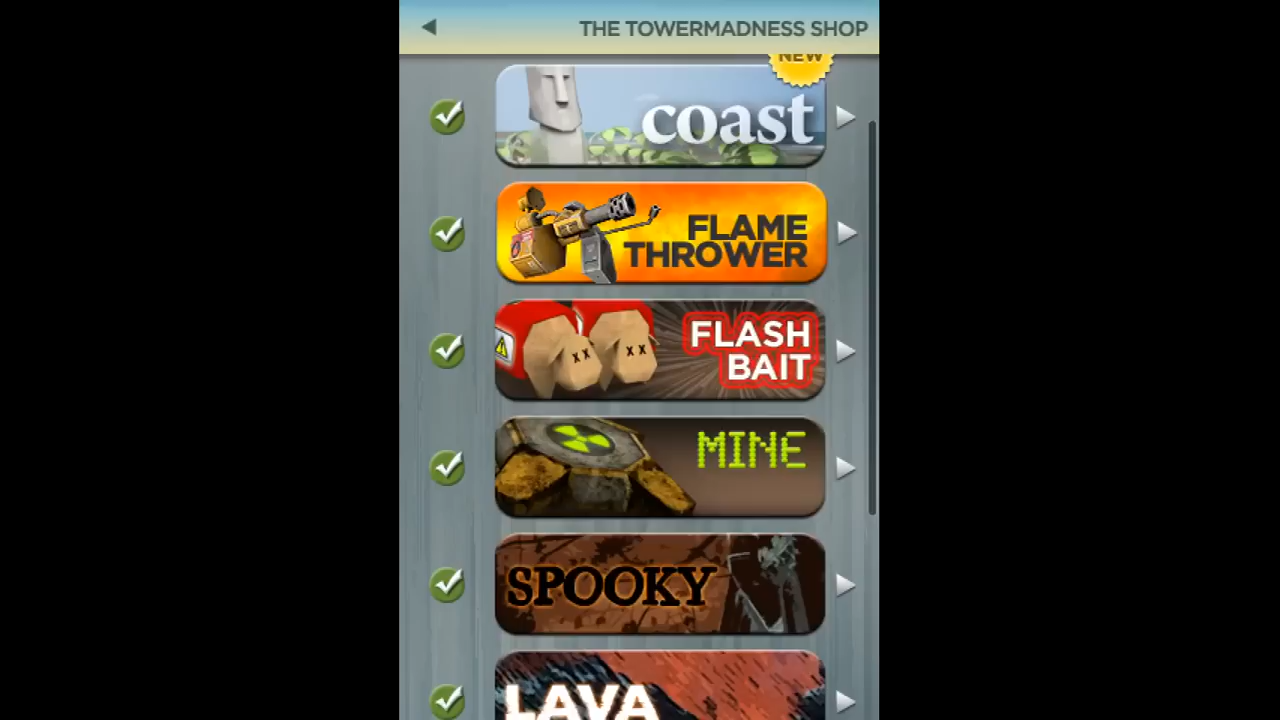 THE TOWERMADNESS SHOP
NEW
coast
FLAME
THROWER
FLASH
BAIT
MINE
SPOOKY
LAVA